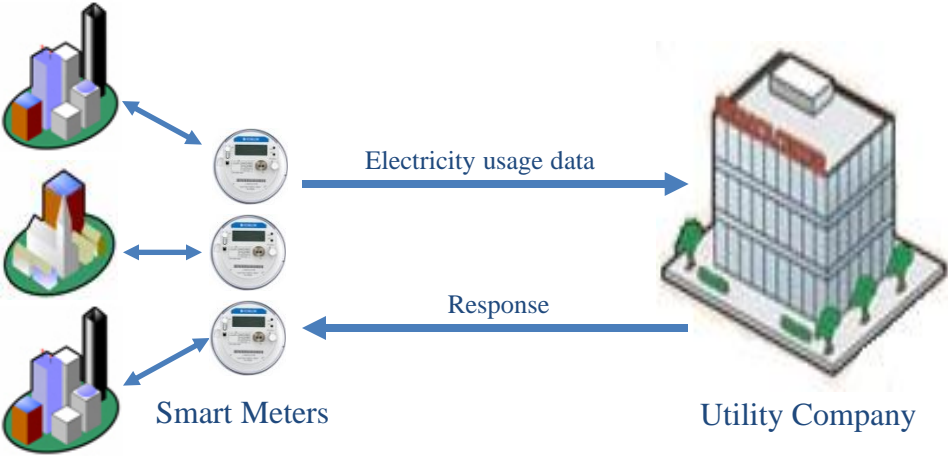 Electricity usage data
Response
Smart Meters
Utility Company